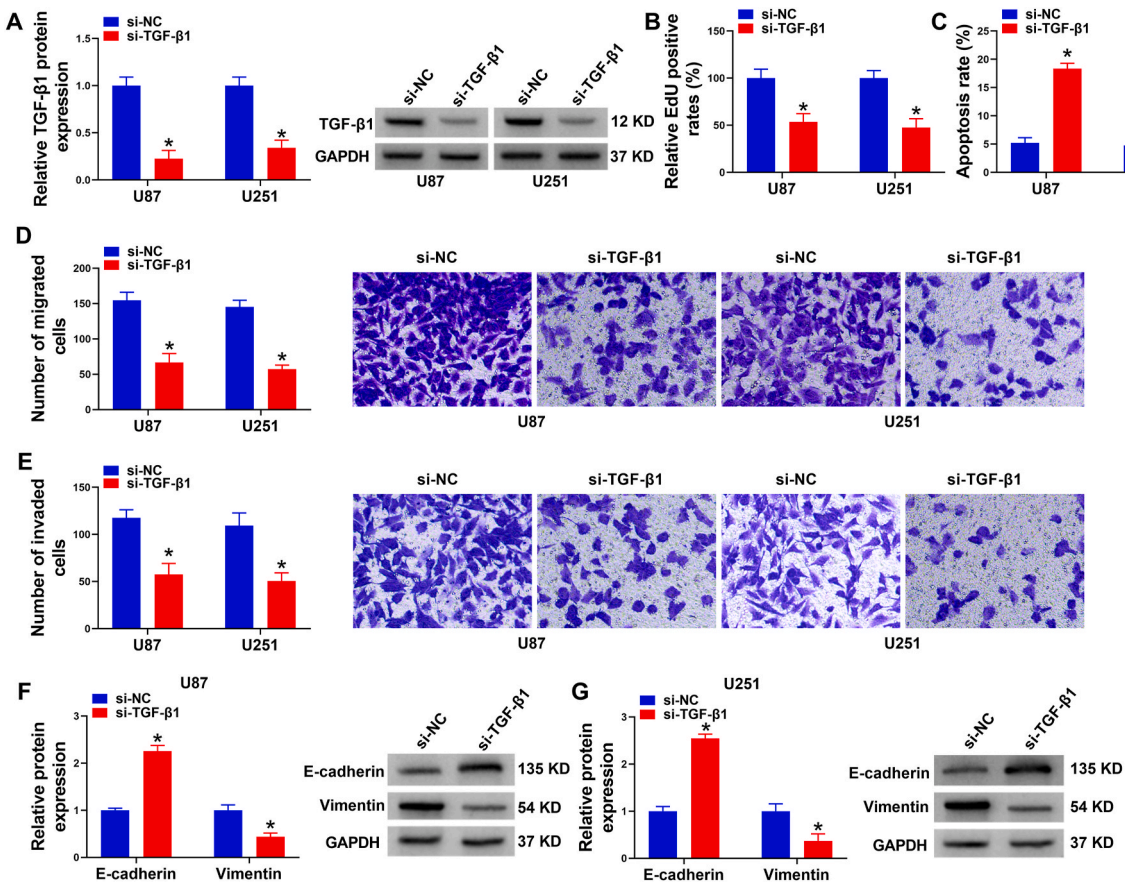 A
si-NC
si-TGF-β1
Relative TGF-β1 protein
expression
1.5
1.0
0.5
0.0
U87
U251
si-NC
si-TGF-β1
si-NC
si-TGF-β1
TGF-β1
12 KD
GAPDH
37 KD
U87
U251
B
si-NC
si-TGF-β1
Relative EdU positive
rates (%)
150
100
50
0
U87
U251
C
si-NC
si-TGF-β1
Apoptosis rate (%)
25
20
15
10
5
0
U87
*
*
*
*
*
D
si-NC
si-TGF-β1
Number of migrated
cells
200
150
100
50
0
*
*
U87
U251
si-NC
si-TGF-β1
si-NC
si-TGF-β1
U87
U251
E
si-NC
si-TGF-β1
Number of invaded
cells
150
100
50
0
*
*
U87
U251
si-NC
si-TGF-β1
si-NC
si-TGF-β1
U87
U251
F
U87
si-NC
si-TGF-β1
Relative protein
expression
3
2
1
0
*
*
E-cadherin
Vimentin
si-NC
si-TGF-β1
E-cadherin
135 KD
Vimentin
54 KD
GAPDH
37 KD
G
U251
si-NC
si-TGF-β1
Relative protein
expression
3
2
1
0
*
*
E-cadherin
Vimentin
si-NC
si-TGF-β1
E-cadherin
135 KD
Vimentin
54 KD
GAPDH
37 KD